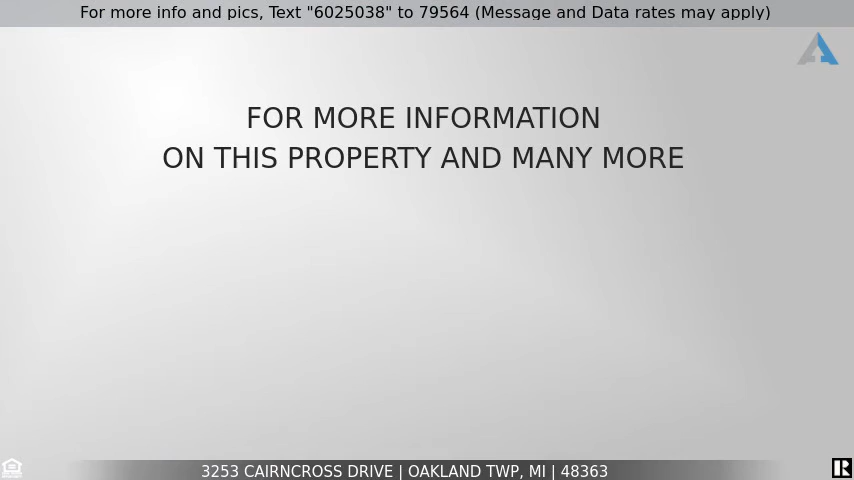 For more info and pics, Text "6025038" to 79564 (Message and Data rates may apply)
FOR MORE INFORMATION
ON THIS PROPERTY AND MANY MORE
3253 CAIRNCROSS DRIVE | OAKLAND TWP, MI | 48363